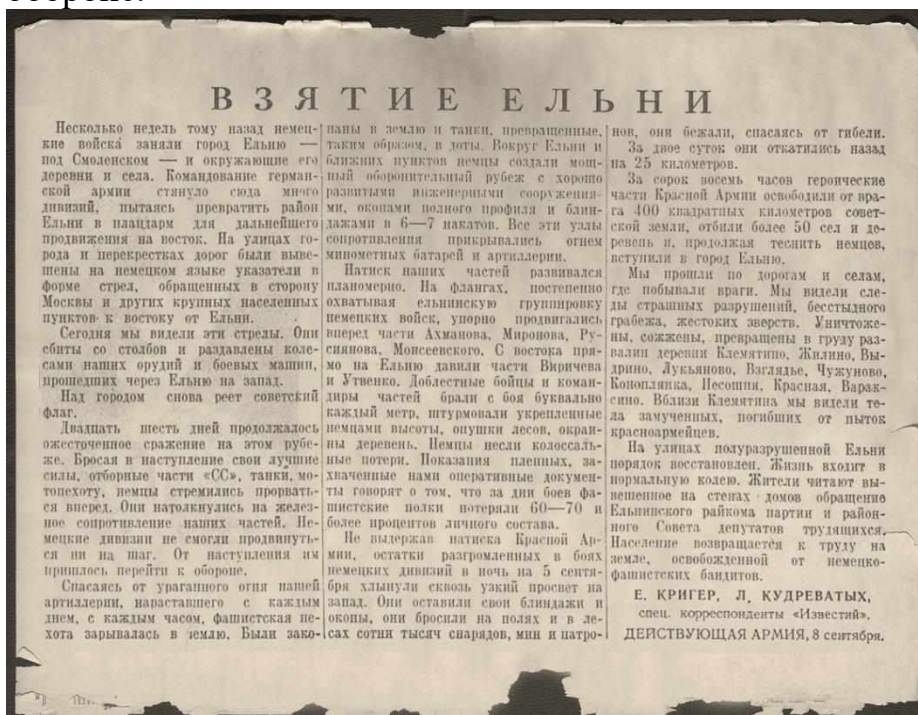 ВЗЯТИЕ ЕЛЬНИ
Несколько недель тому назад немец-
кие войска заняли город Ельню —
под Смоленском — и окружающие его
деревни и села. Командование герман-
ской армии стянуло сюда много
дивизий, пытаясь превратить район
Ельни в плацдарм для дальнейшего
продвижения на восток. На улицах го-
рода и перекрестках дорог были выве-
шены на немецком языке указатели в
форме стрел, обращенных в сторону
Москвы и других крупных населенных
пунктов к востоку от Ельни.
Сегодня мы видели эти стрелы. Они
сбиты со столбов и раздавлены коле-
сами наших орудий и боевых машин,
прошедших через Ельню на запад.
Над городом снова реет советский
флаг.
Двадцать шесть дней продолжалось
ожесточенное сражение на этом рубе-
же. Бросая в наступление свои лучшие
силы, отборные части «СС», танки, мо-
топехоту, немцы стремились прорвать-
ся вперед. Они натолкнулись на желез-
ное сопротивление наших частей. Не-
мецкие дивизии не смогли продвинуть-
ся ни на шаг. От наступления им
пришлось перейти к обороне.
Спасаясь от ураганного огня нашей
артиллерии, нараставшего с каждым
днем, с каждым часом, фашистская пе-
хота зарывалась в землю. Были зако-
паны в землю и танки, превращенные,
таким образом, в доты. Вокруг Ельни и
ближних пунктов немцы создали мощ-
ный оборонительный рубеж с хорошо
развитыми инженерными сооружения-
ми, окопами полного профиля и блин-
дажами в 6—7 накатов. Все эти узлы
сопротивления прикрывались огнем
минометных батарей и артиллерии.
Натиск наших частей развивался
планомерно. На флангах, постепенно
охватывая ельнинскую группировку
немецких войск, упорно продвигались
вперед части Ахманова, Миронова, Ру-
сиянова, Моисеевского. С востока пря-
мо на Ельню давили части Виричева
и Утвенко. Доблестные бойцы и коман-
диры частей брали с боя буквально
каждый метр, штурмовали укрепленные
немцами высоты, опушки лесов, окраи-
ны деревень. Немцы несли колоссаль-
ные потери. Показания пленных, за-
хваченные нами оперативные докумен-
ты говорят о том, что за дни боев фа-
шистские полки потеряли 60—70 и
более процентов личного состава.
Не выдержав натиска Красной Ар-
мии, остатки разгромленных в боях
немецких дивизий в ночь на 5 сентя-
бря хлынули сквозь узкий просвет на
запад. Они оставили свои блиндажи и
окопы, они бросили на полях и в ле-
сах сотни тысяч снарядов, мин и патро-
нов, они бежали, спасаясь от гибели.
За двое суток они откатились назад
на 25 километров.
За сорок восемь часов героические
части Красной Армии освободили от вра-
га 400 квадратных километров совет-
ской земли, отбили более 50 сел и де-
ревень и, продолжая теснить немцев,
вступили в город Ельню.
Мы прошли по дорогам и селам,
где побывали враги. Мы видели сле-
ды страшных разрушений, бесстыдного
грабежа, жестоких зверств. Уничтоже-
ны, сожжены, превращены в груду раз-
валин деревни Клемятино, Жилино, Вы-
дрино, Лукьяново, Взглядье, Чужуново,
Коноплянка, Песошня, Красная, Варак-
сино. Вблизи Клемятина мы видели те-
ла замученных, погибших от пыток
красноармейцев.
На улицах полуразрушенной Ельни
порядок восстановлен. Жизнь входит в
нормальную колею. Жители читают вы-
вешенное на стенах домов обращение
Ельнинского райкома партии и район-
ного Совета депутатов трудящихся.
Население возвращается к труду на
земле, освобожденной от немецко-
фашистских бандитов.
Е. КРИГЕР, Л. КУДРЕВАТЫХ,
спец. корреспонденты «Известий».
ДЕЙСТВУЮЩАЯ АРМИЯ, 8 сентября.